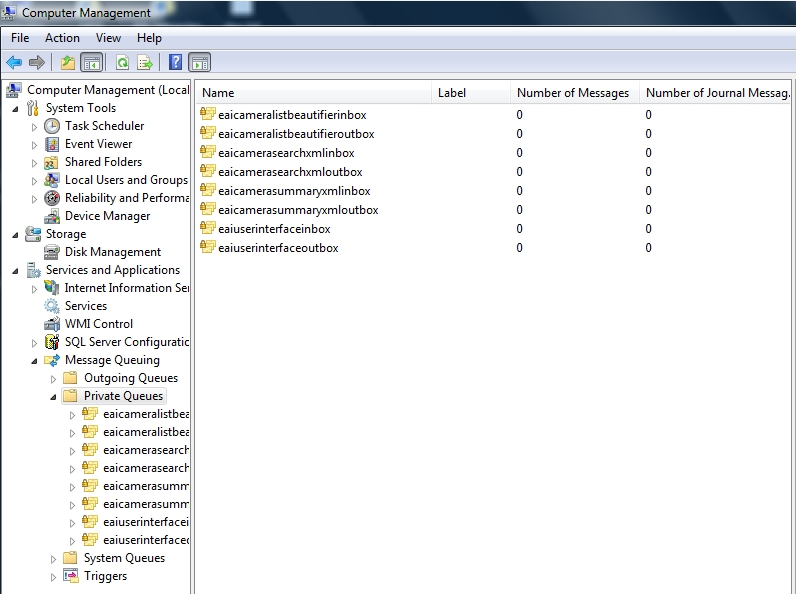 Computer Management
File Action View Help
Computer Management (Local
System Tools
Task Scheduler
Event Viewer
Shared Folders
Local Users and Groups
Reliability and Performa
Device Manager
Storage
Disk Management
Services and Applications
Internet Information Ser
Services
WMI Control
SQL Server Configuratio
Message Queuing
Outgoing Queues
Private Queues
eaicameralistbea
eaicameralistbea
eaicamerasearch
eaicamerasearch
eaicamerasumm
eaicamerasumm
eaiuserinterfacei
eaiuserinterfaceo
System Queues
Triggers
Name Label Number of Messages Number of Journal Messag.
eaicameralistbeautifierinbox 0 0
eaicameralistbeautifieroutbox 0 0
eaicamerasearchxmlinbox 0 0
eaicamerasearchxmloutbox 0 0
eaicamerasummaryxmlinbox 0 0
eaicamerasummaryxmloutbox 0 0
eaiuserinterfaceinbox 0 0
eaiuserinterfaceoutbox 0 0